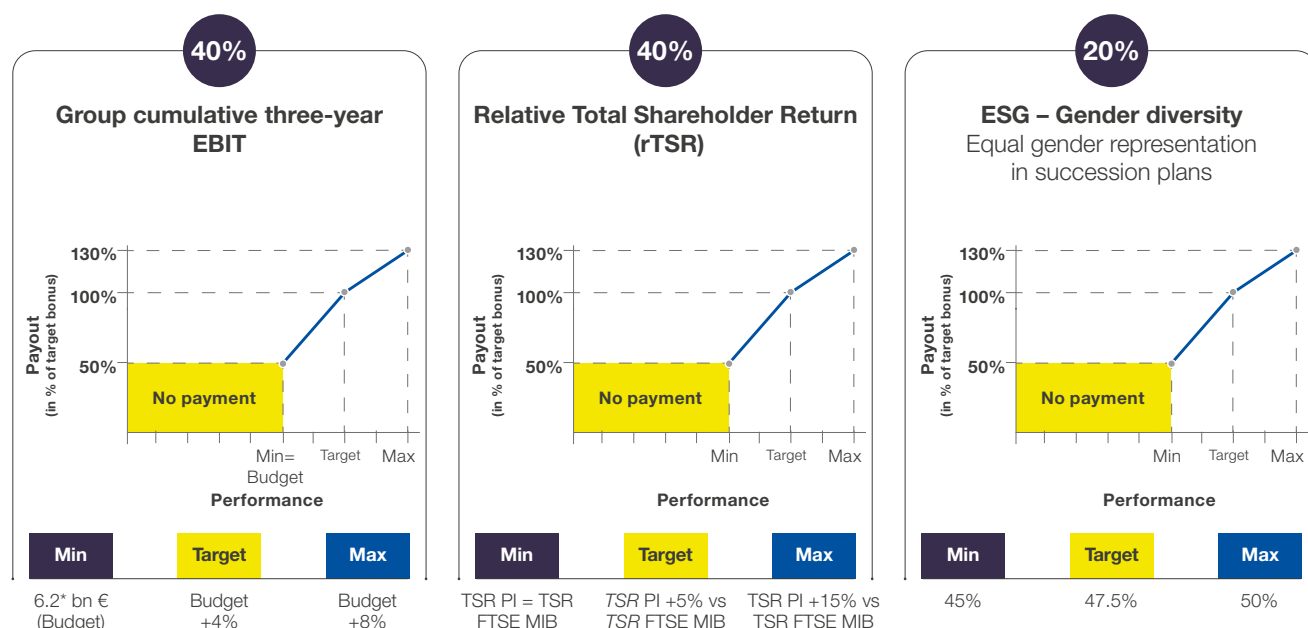 40%
Group cumulative three-year
EBIT
Payout
(in % of target bonus)
130%
100%
50%
No payment
Min=
Budget
Target
Max
Performance
Min
Target
Max
6.2* bn €
(Budget)
Budget
+4%
Budget
+8%
40%
Relative Total Shareholder Return
(rTSR)
Payout
(in % of target bonus)
130%
100%
50%
No payment
Min
Target
Max
Performance
Min
Target
Max
TSR PI = TSR
FTSE MIB
TSR PI +5% vs
TSR FTSE MIB
TSR PI +15% vs
TSR FTSE MIB
20%
ESG – Gender diversity
Equal gender representation
in succession plans
Payout
(in % of target bonus)
130%
100%
50%
No payment
Min
Target
Max
Performance
Min
Target
Max
45%
47.5%
50%